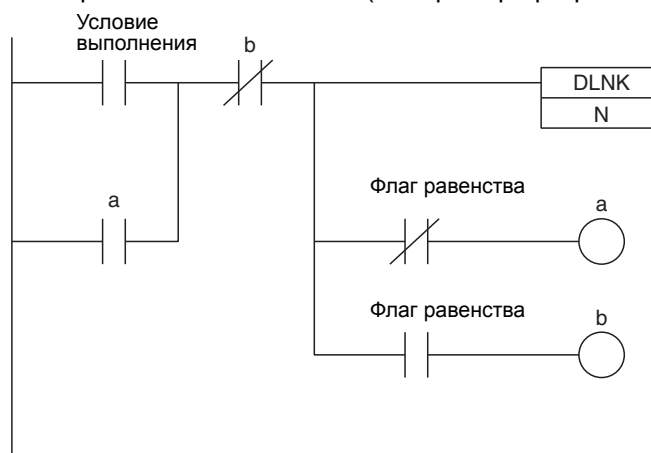 Условие
выполнения
b
DLNK
N
a
Флаг равенства
a
Флаг равенства
b